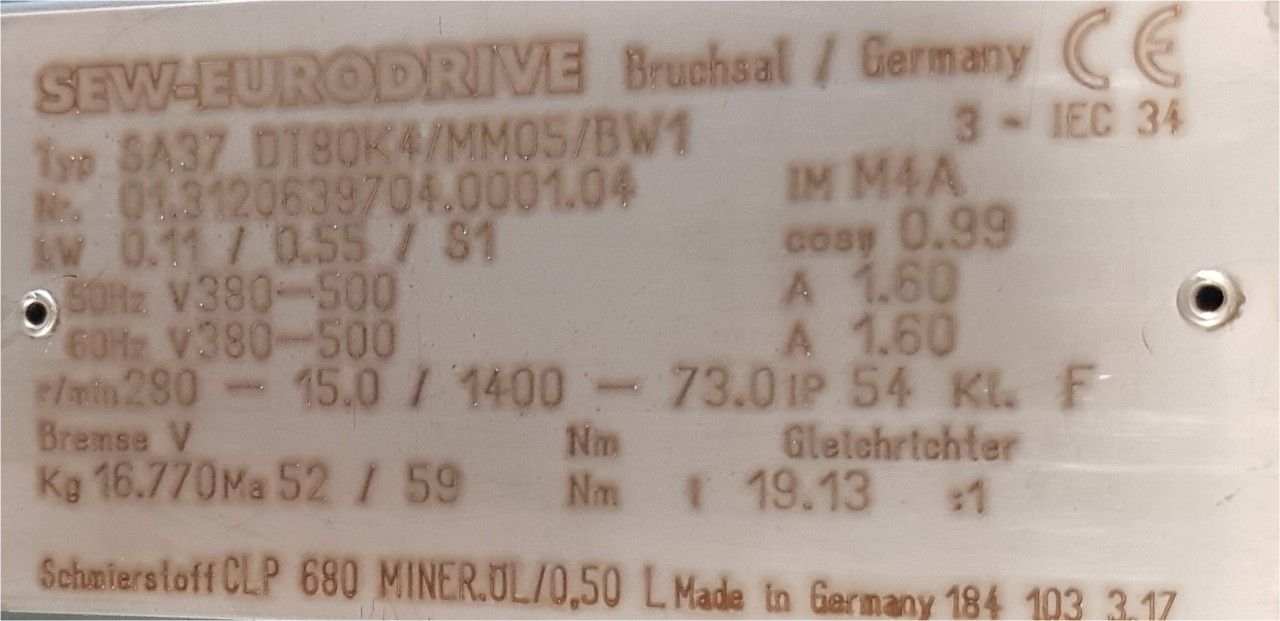 SEW-EURODRIVE Bruchsal / Germany CE
3 ~ IEC 34
Typ SA37 DT80K4/MM05/BW1
Nr. 01.3120639704.0001.04 IM M4A
kW 0.11 / 0.55 / S1 cosφ 0.99
50Hz V 380-500 A 1.60
60Hz V 380-500 A 1.60
r/min 280 - 15.0 / 1400 - 73.0 IP 54 Kl. F
Bremse V Nm Gleichrichter
Kg 16.770 Ma 52 / 59 Nm i 19.13 :1
Schmierstoff CLP 680 MINER.ÖL/0,50 L Made in Germany 184 103 3.17